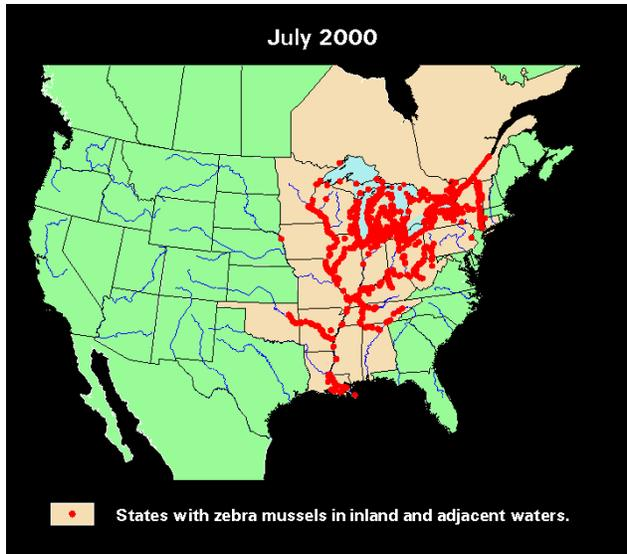 July 2000
States with zebra mussels in inland and adjacent waters.